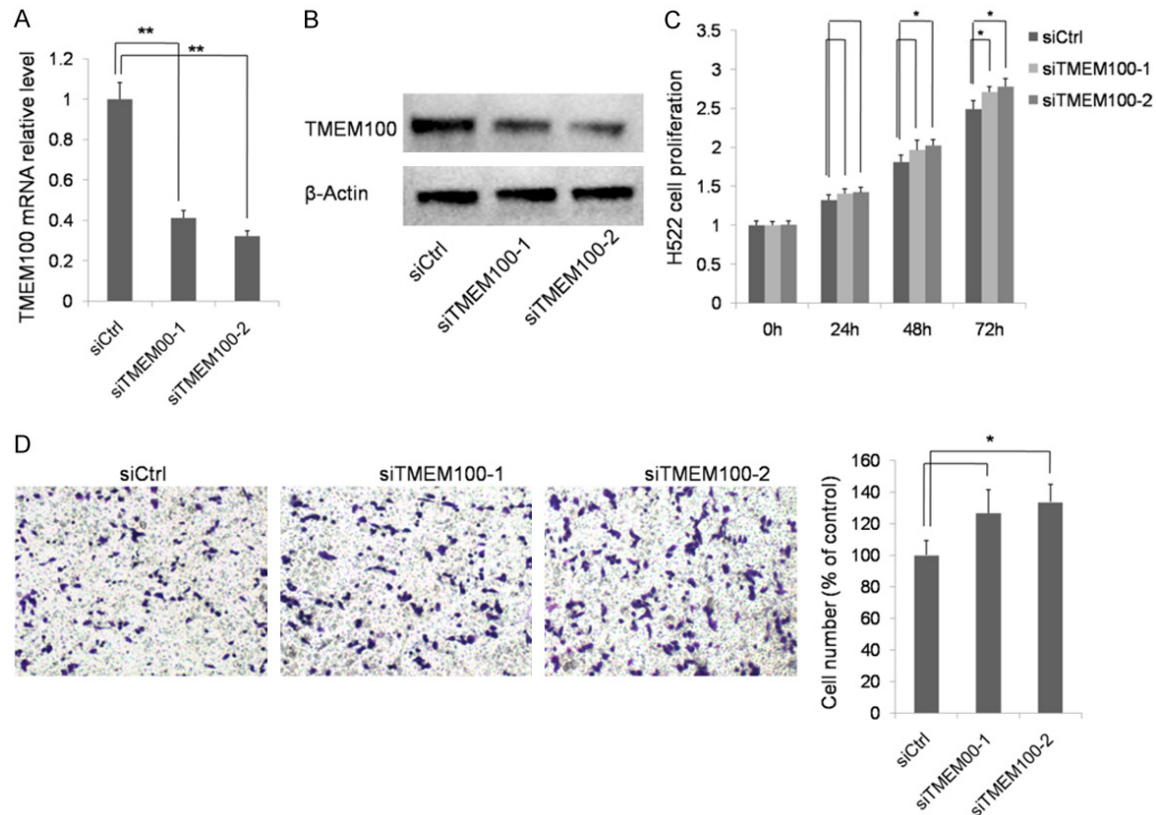 A
**
**
TMEM100 mRNA relative level
1.2
1
0.8
0.6
0.4
0.2
0
siCtrl
siTMEM00-1
siTMEM100-2
B
TMEM100
β-Actin
siCtrl
siTMEM100-1
siTMEM100-2
C
H522 cell proliferation
3.5
3
2.5
2
1.5
1
0.5
0
*
*
*
0h
24h
48h
72h
siCtrl
siTMEM100-1
siTMEM100-2
D
siCtrl
siTMEM100-1
siTMEM100-2
Cell number (% of control)
160
140
120
100
80
60
40
20
0
*
siCtrl
siTMEM00-1
siTMEM100-2